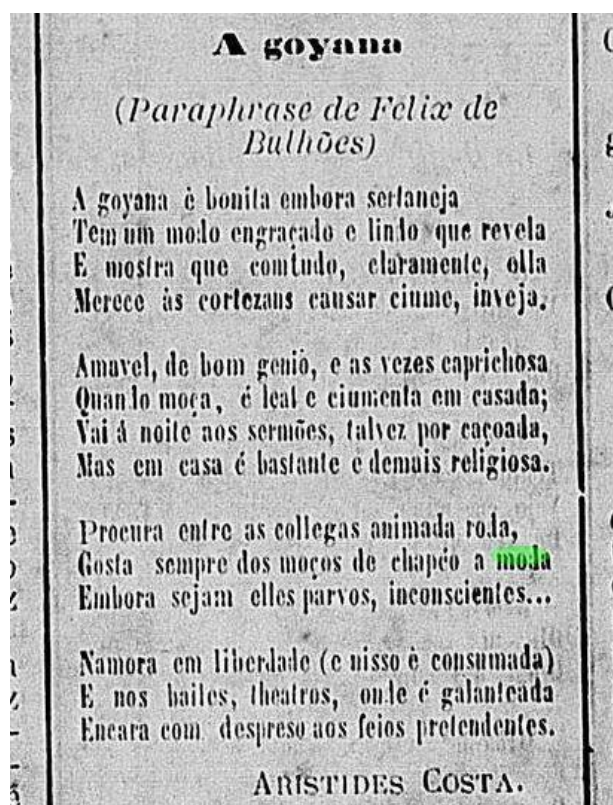 A goyana
(Paraphrase de Felix de
Bulhões)
A goyana è bonita embora sertaneja
Tem um modo engraçado e lindo que revela
E mostra que comtudo, claramente, ella
Merece às cortezans causar ciume, inveja.
Amavel, de bom genio, e as vezes caprichosa
Quando moça, é leal e ciumenta em casada;
Vai á noite aos sermões, talvez por caçoada,
Mas em casa é bastante e demais religiosa.
Procura entre as collegas animada roda,
Gosta sempre dos moços de chapéo a moda
Embora sejam elles parvos, inconscientes...
Namora em liberdade (e nisso è consumada)
E nos bailes, theatros, onde é galanteada
Encara com despreso aos feios pretendentes.
ARISTIDES COSTA.